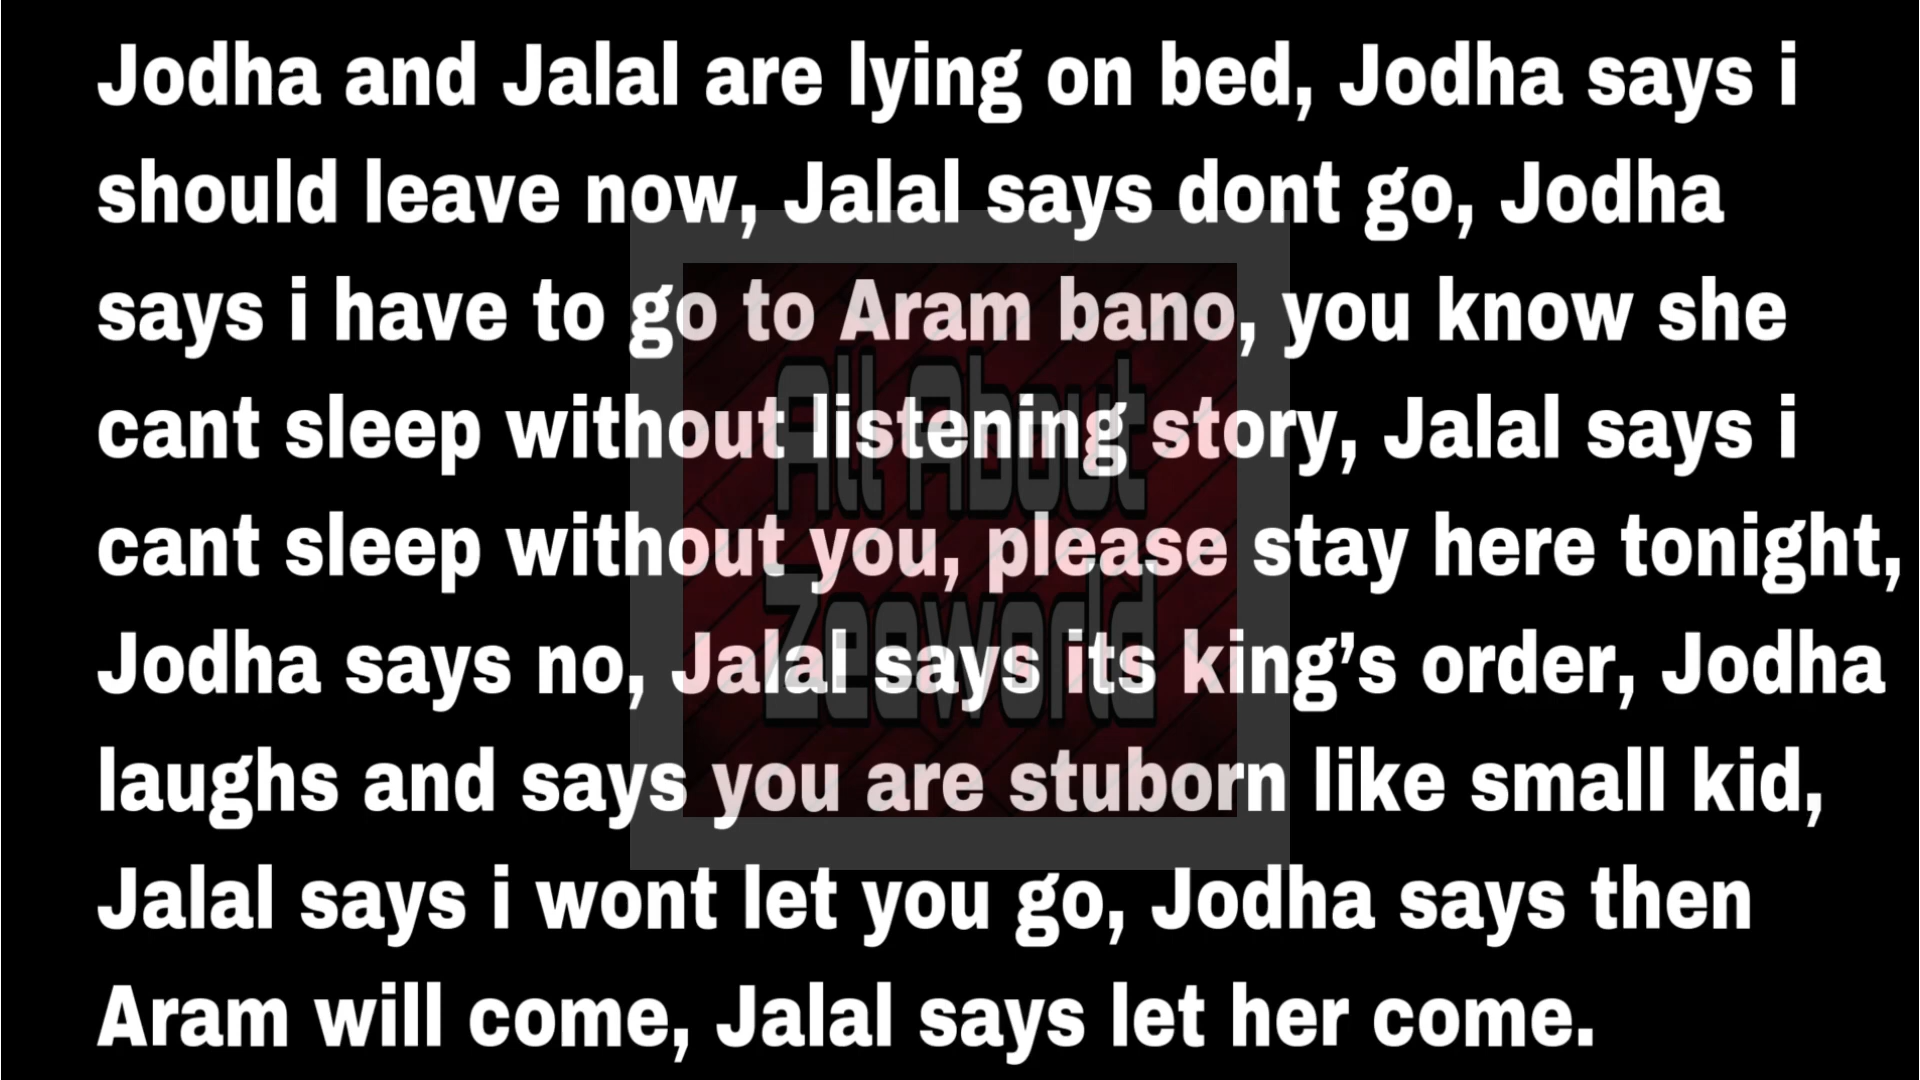 Jodha and Jalal are lying on bed, Jodha says i
should leave now, Jalal says dont go, Jodha
says i have to go to Aram bano, you know she
cant sleep without listening story, Jalal says i
cant sleep without you, please stay here tonight,
Jodha says no, Jalal says its king’s order, Jodha
laughs and says you are stuborn like small kid,
Jalal says i wont let you go, Jodha says then
Aram will come, Jalal says let her come.
All About
Zeeworld